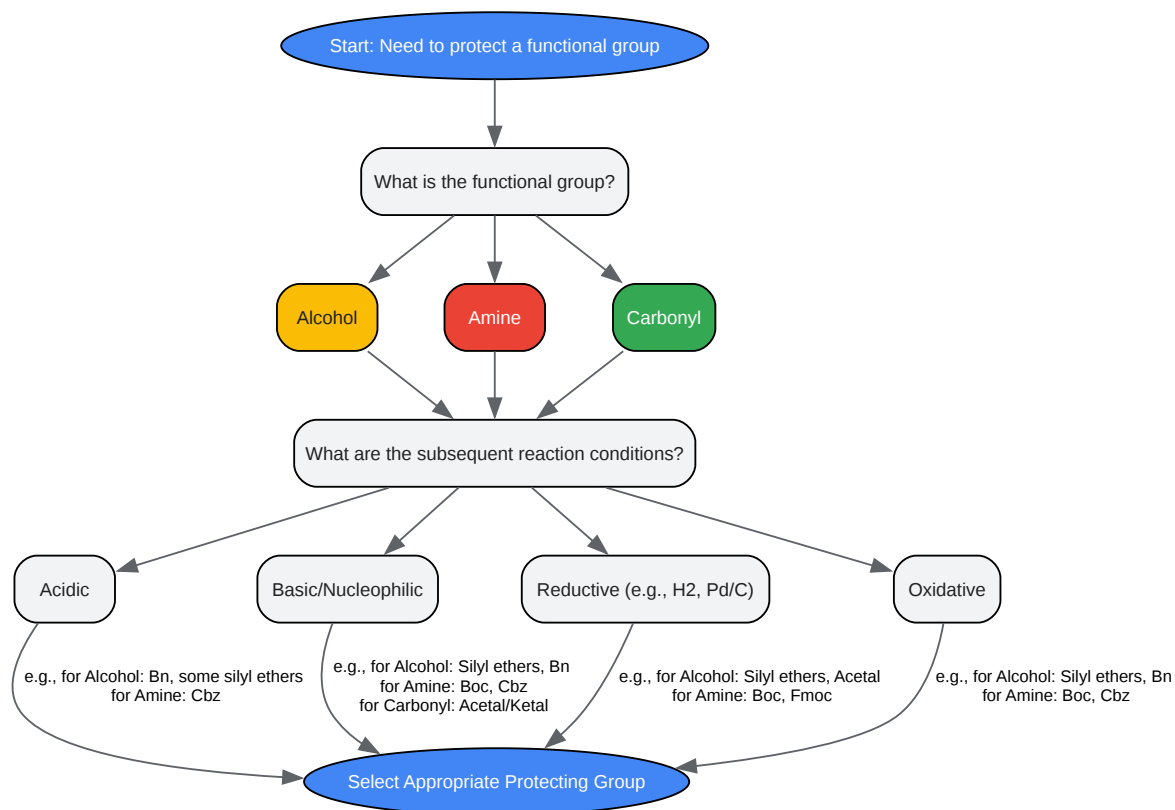 Start: Need to protect a functional group
What is the functional group?
Alcohol
Amine
Carbonyl
What are the subsequent reaction conditions?
Acidic
Basic/Nucleophilic
Reductive (e.g., H2, Pd/C)
Oxidative
e.g., for Alcohol: Bn, some silyl ethers
for Amine: Cbz
e.g., for Alcohol: Silyl ethers, Bn
for Amine: Boc, Cbz
for Carbonyl: Acetal/Ketal
e.g., for Alcohol: Silyl ethers, Acetal
for Amine: Boc, Fmoc
e.g., for Alcohol: Silyl ethers, Bn
for Amine: Boc, Cbz
Select Appropriate Protecting Group